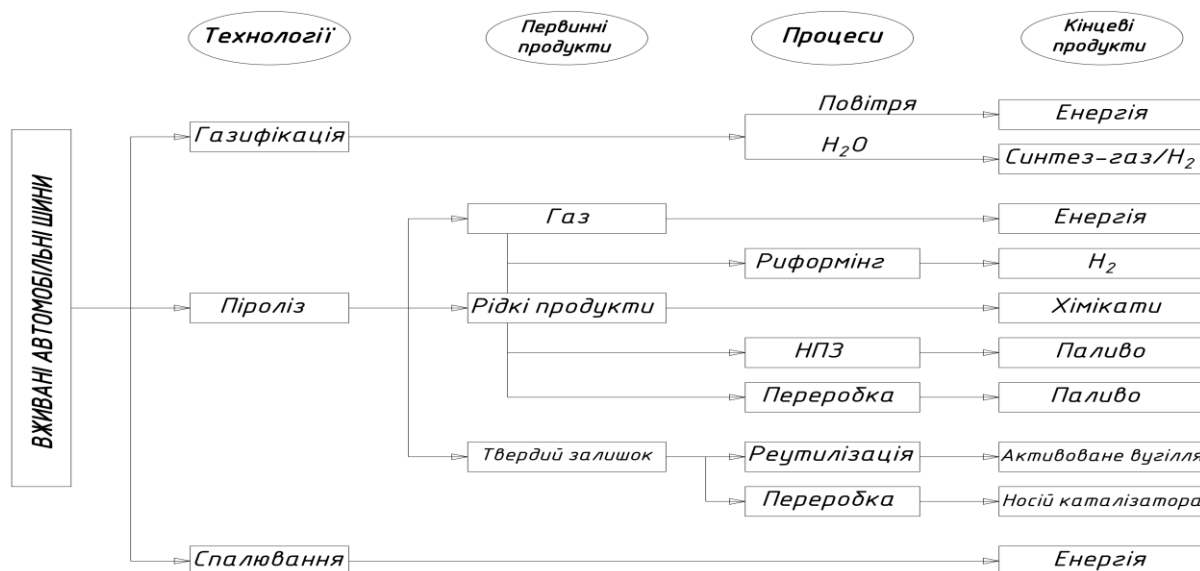 Технології
Первинні
продукти
Процеси
Кінцеві
продукти
ВЖИВАНІ АВТОМОБІЛЬНІ ШИНИ
Газифікація
Повітря
H₂O
Енергія
Синтез-газ/H₂
Газ
Енергія
Риформінг
H₂
Піроліз
Рідкі продукти
Хімікати
НПЗ
Паливо
Переробка
Паливо
Твердий залишок
Реутилізація
Активоване вугілля
Переробка
Носій каталізатора
Спалювання
Енергія